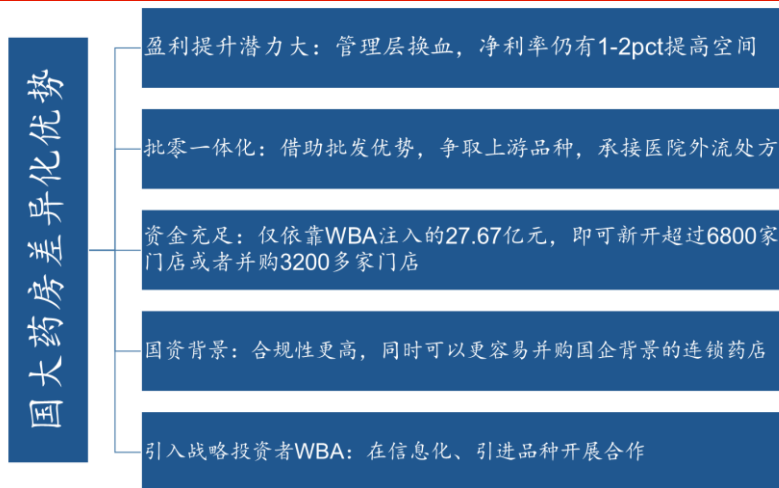 国大药房差异化优势
盈利提升潜力大：管理层换血，净利率仍有1-2pct提高空间
批零一体化：借助批发优势，争取上游品种，承接医院外流处方
资金充足：仅依靠WBA注入的27.67亿元，即可新开超过6800家
门店或者并购3200多家门店
国资背景：合规性更高，同时可以更容易并购国企背景的连锁药店
引入战略投资者WBA：在信息化、引进品种开展合作